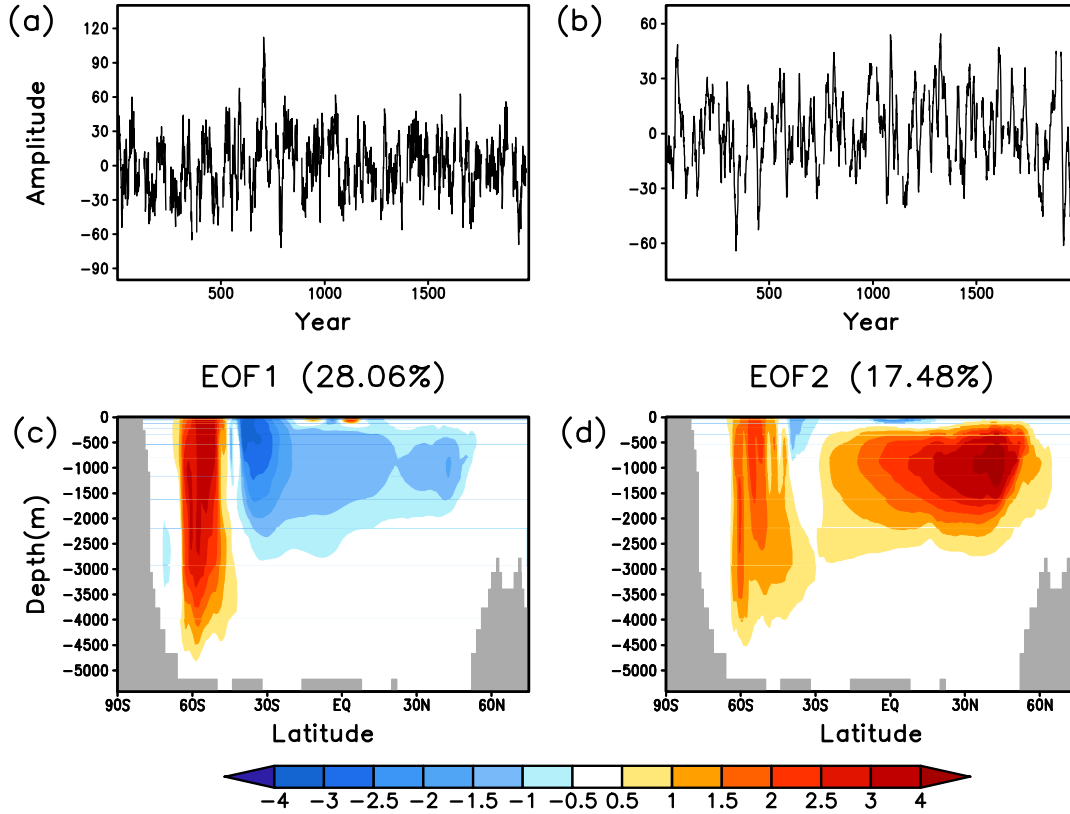 (a)
120
90
60
30
0
-30
-60
-90
Amplitude
500 1000 1500
Year
(b)
60
30
0
-30
-60
500 1000 1500
Year
EOF1 (28.06%)
(c)
0
-500
-1000
-1500
-2000
-2500
-3000
-3500
-4000
-4500
-5000
Depth(m)
90S 60S 30S EQ 30N 60N
Latitude
EOF2 (17.48%)
(d)
0
-500
-1000
-1500
-2000
-2500
-3000
-3500
-4000
-4500
-5000
90S 60S 30S EQ 30N 60N
Latitude
-4 -3 -2.5 -2 -1.5 -1 -0.5 0.5 1 1.5 2 2.5 3 4